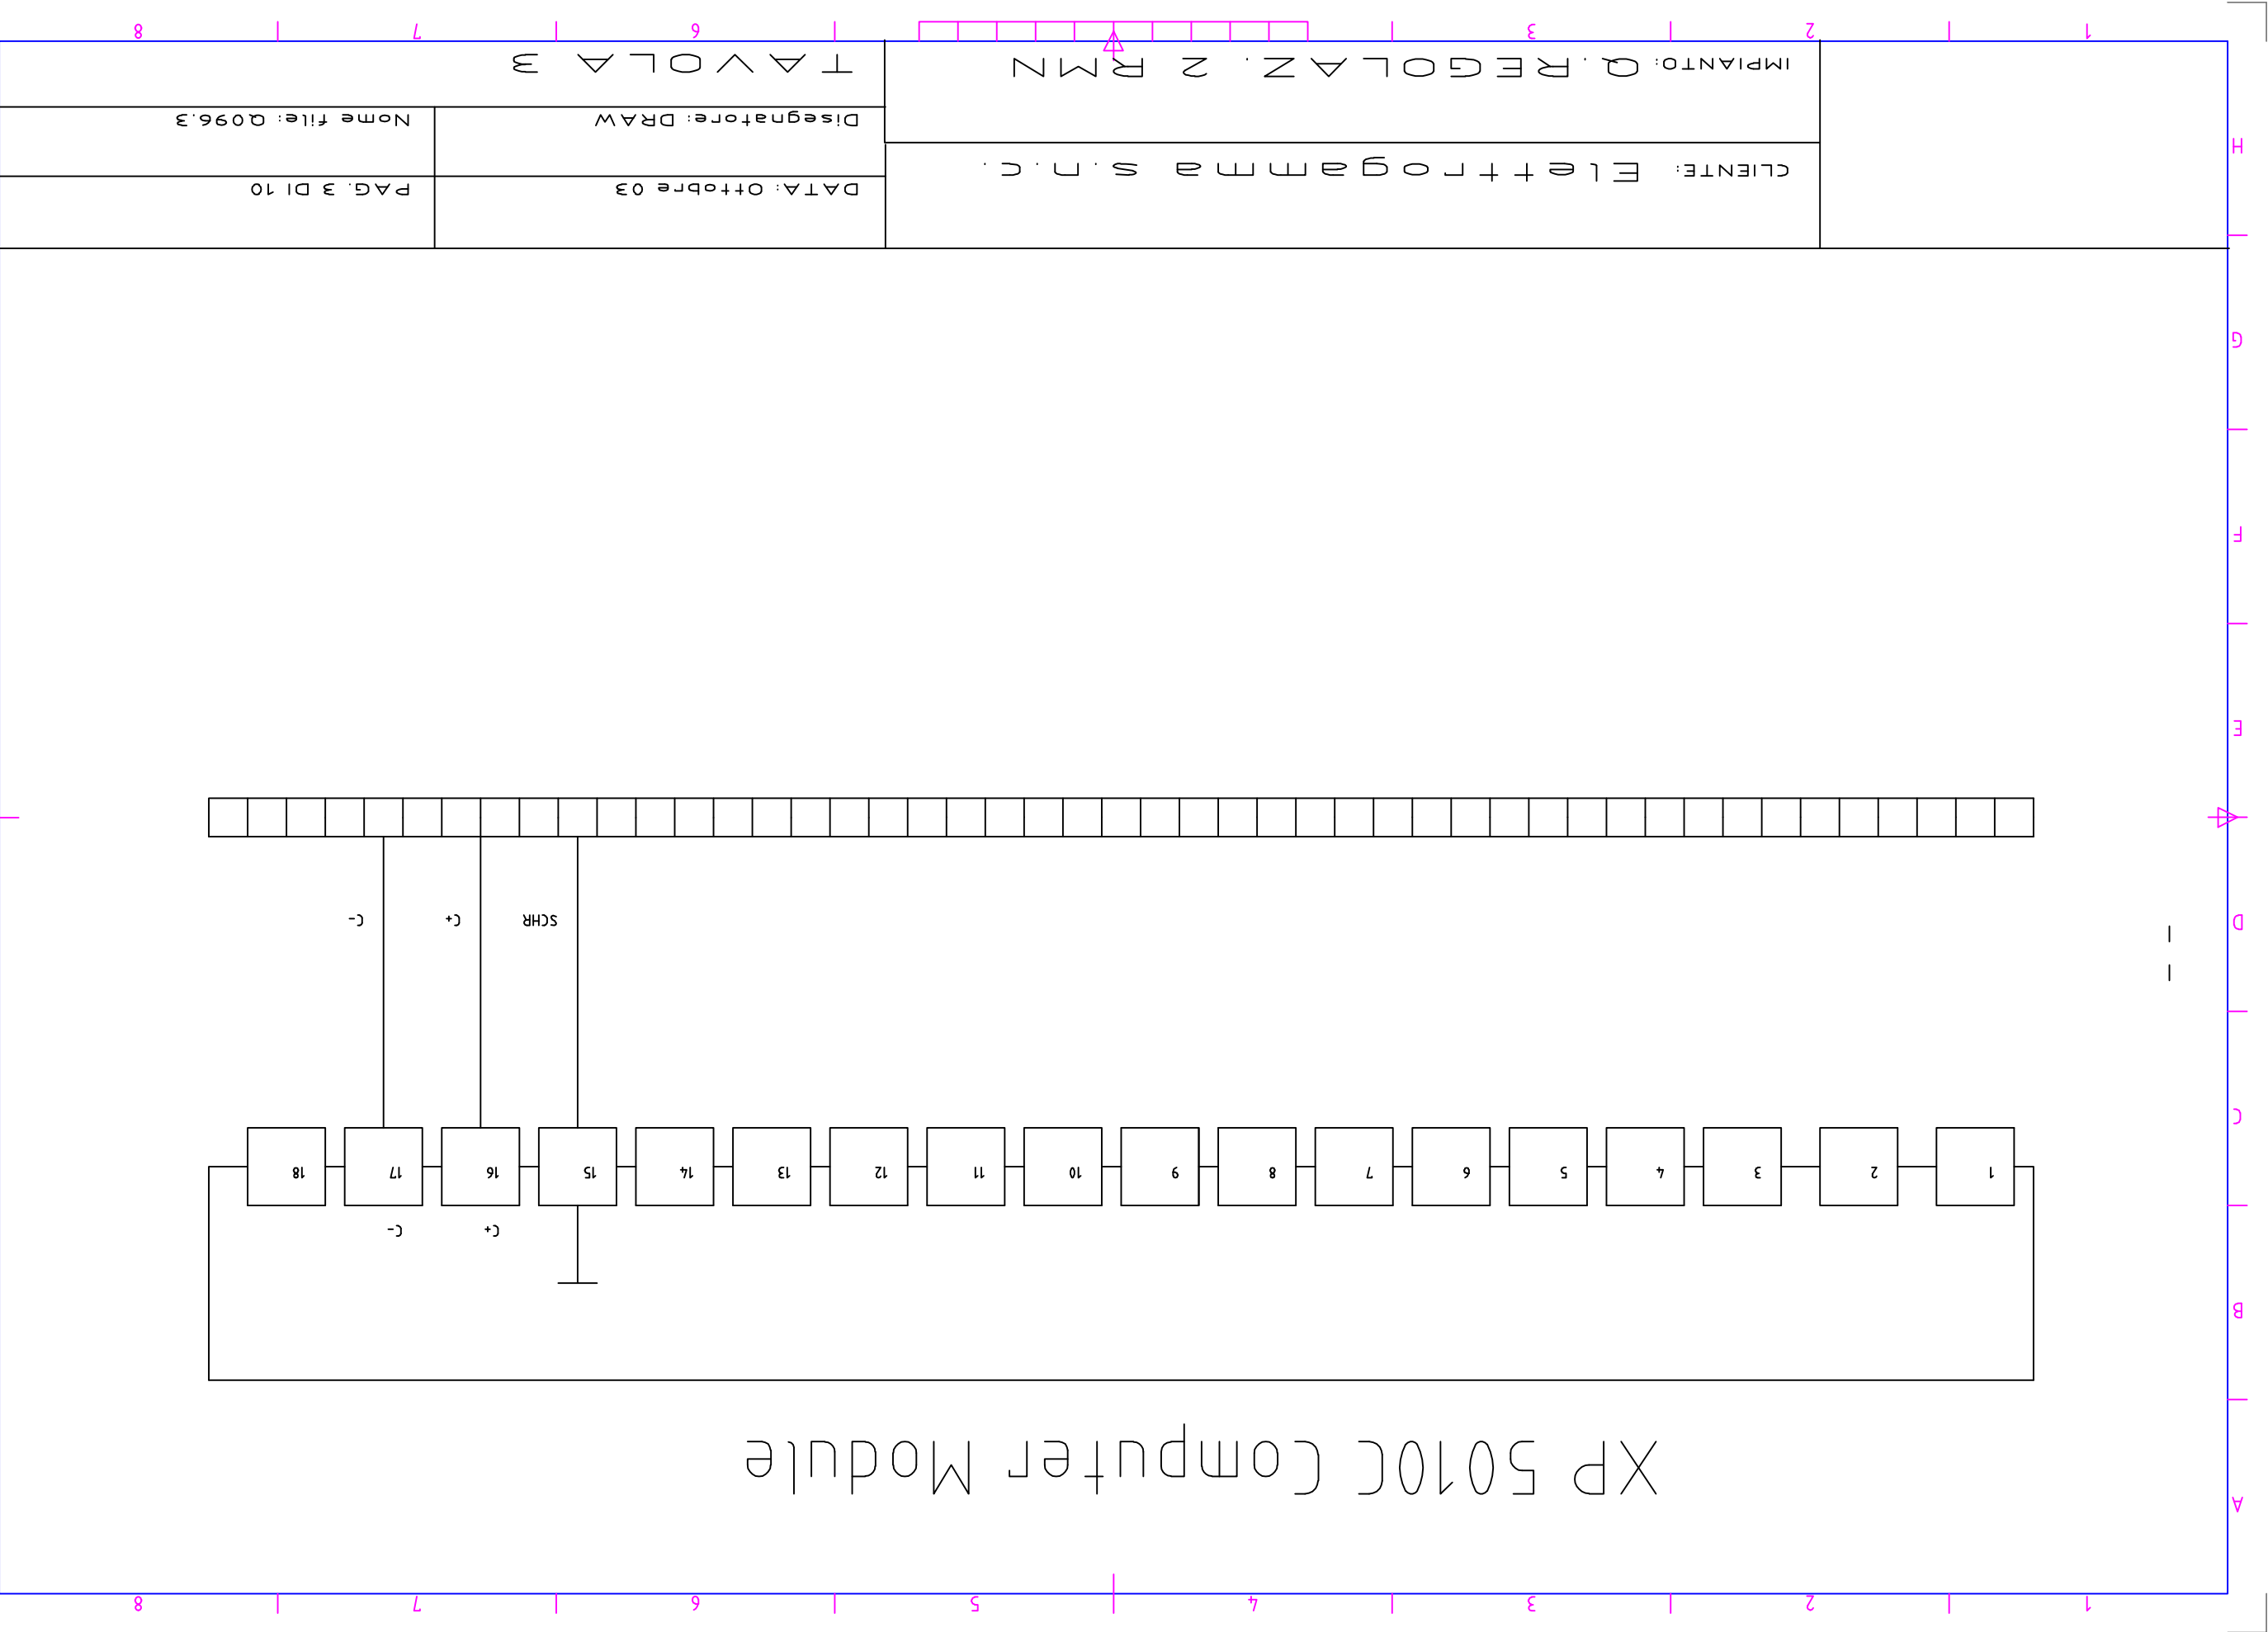 1 2 3 4 5 6 7 8
XP 5010C Computer Module
A
B
C+ C-
1 2 3 4 5 6 7 8 9 10 11 12 13 14 15 16 17 18
C
SCHR C+ C-
D
E
F
G
CLIENTE: Elettrogamma s.n.c.
DATA: Ottobre 03
PAG. 3 DI 10
H
Disegnatore: DRAW
Nome file: Q096.3
IMPIANTO: Q.REGOLAZ. 2 RMN
TAVOLA 3
1 2 3 6 7 8